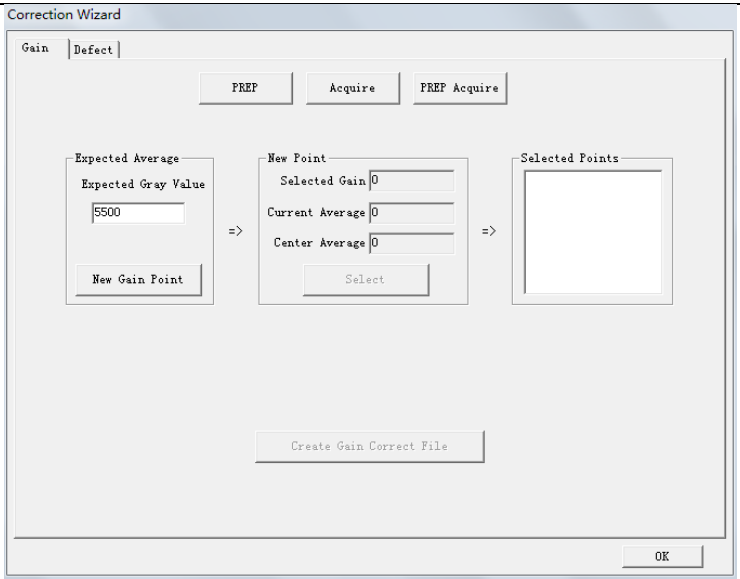 Correction Wizard
Gain Defect
PREP Acquire PREP Acquire
Expected Average
Expected Gray Value
5500
New Gain Point
=>
New Point
Selected Gain 0
Current Average 0
Center Average 0
Select
=>
Selected Points
Create Gain Correct File
OK